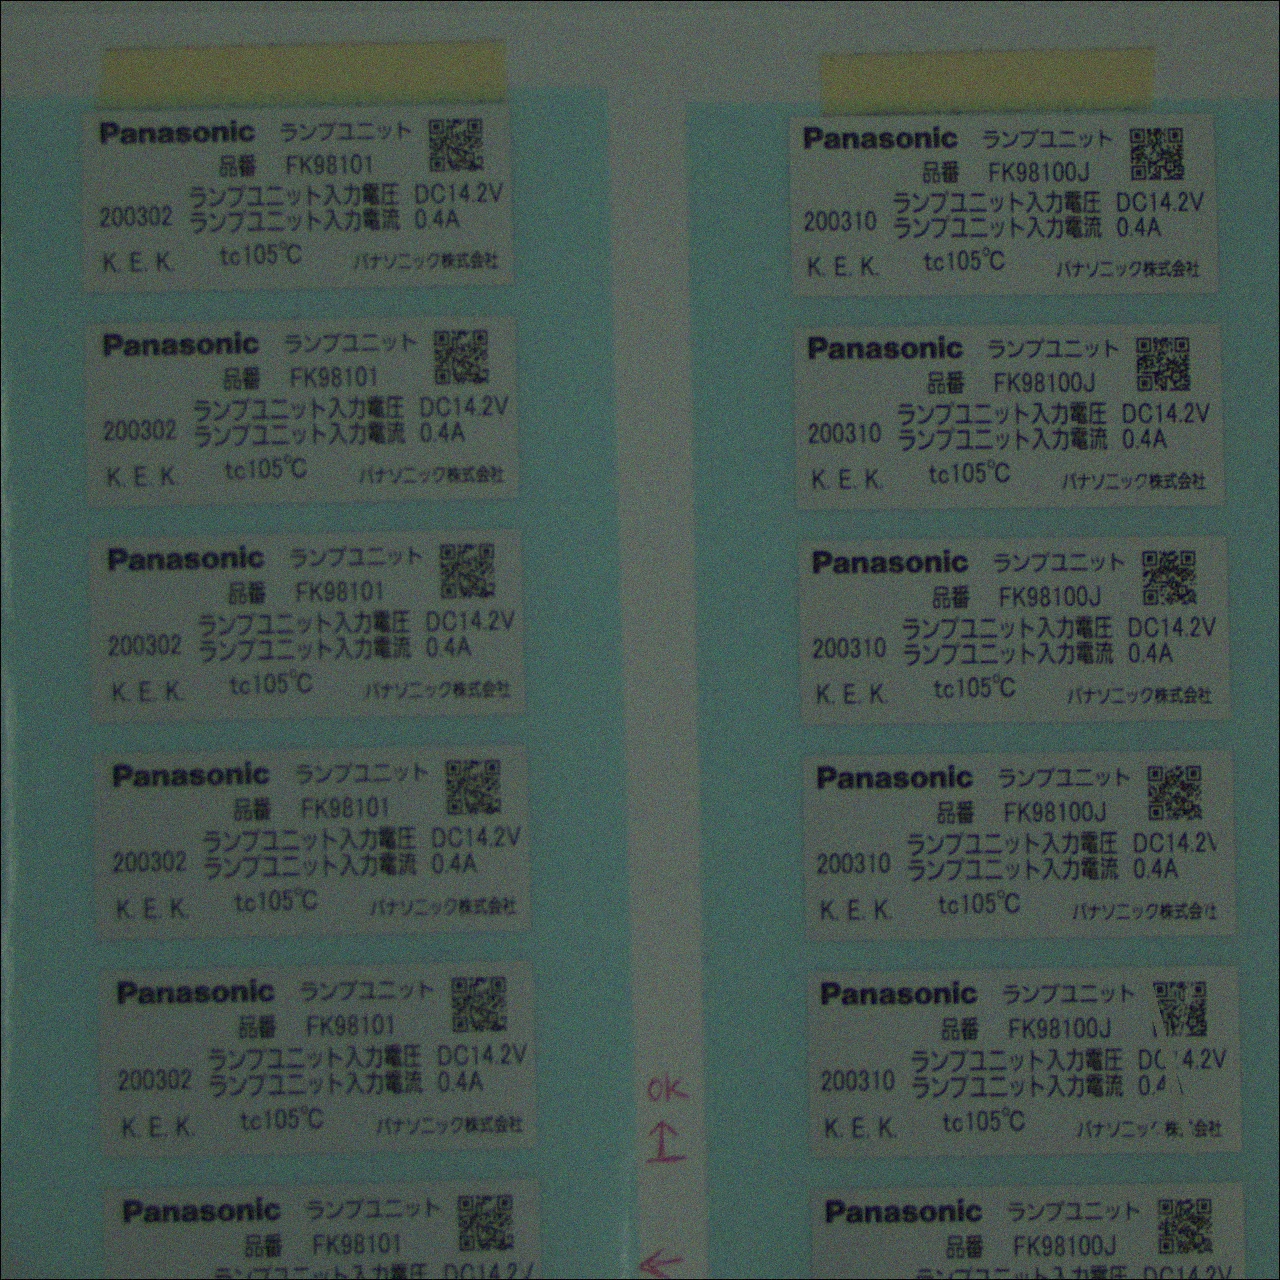 Panasonic ランプユニット
品番 FK98101
ランプユニット入力電圧 DC14.2V
200302 ランプユニット入力電流 0.4A
K. E. K. tc105℃ パナソニック株式会社
Panasonic ランプユニット
品番 FK98101
ランプユニット入力電圧 DC14.2V
200302 ランプユニット入力電流 0.4A
K. E. K. tc105℃ パナソニック株式会社
Panasonic ランプユニット
品番 FK98101
ランプユニット入力電圧 DC14.2V
200302 ランプユニット入力電流 0.4A
K. E. K. tc105℃ パナソニック株式会社
Panasonic ランプユニット
品番 FK98101
ランプユニット入力電圧 DC14.2V
200302 ランプユニット入力電流 0.4A
K. E. K. tc105℃ パナソニック株式会社
Panasonic ランプユニット
品番 FK98101
ランプユニット入力電圧 DC14.2V
200302 ランプユニット入力電流 0.4A
K. E. K. tc105℃ パナソニック株式会社
Panasonic ランプユニット
品番 FK98101
OK
↑
←
Panasonic ランプユニット
品番 FK98100J
ランプユニット入力電圧 DC14.2V
200310 ランプユニット入力電流 0.4A
K. E. K. tc105℃ パナソニック株式会社
Panasonic ランプユニット
品番 FK98100J
ランプユニット入力電圧 DC14.2V
200310 ランプユニット入力電流 0.4A
K. E. K. tc105℃ パナソニック株式会社
Panasonic ランプユニット
品番 FK98100J
ランプユニット入力電圧 DC14.2V
200310 ランプユニット入力電流 0.4A
K. E. K. tc105℃ パナソニック株式会社
Panasonic ランプユニット
品番 FK98100J
ランプユニット入力電圧 DC14.2V
200310 ランプユニット入力電流 0.4A
K. E. K. tc105℃ パナソニック株式会社
Panasonic ランプユニット
品番 FK98100J
ランプユニット入力電圧
200310 ランプユニット入力電流
K. E. K. tc105℃
Panasonic ランプユニット
品番 FK98100J